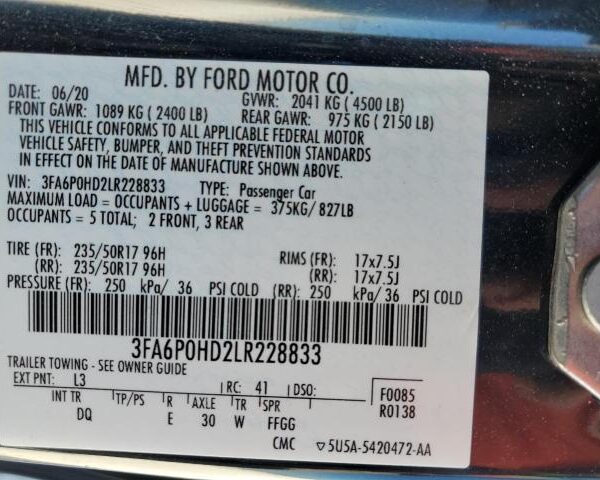 MFD. BY FORD MOTOR CO.
DATE: 06/20 GVWR: 2041 KG ( 4500 LB)
FRONT GAWR: 1089 KG ( 2400 LB) REAR GAWR: 975 KG ( 2150 LB)
THIS VEHICLE CONFORMS TO ALL APPLICABLE FEDERAL MOTOR
VEHICLE SAFETY, BUMPER, AND THEFT PREVENTION STANDARDS
IN EFFECT ON THE DATE OF MANUFACTURE SHOWN ABOVE.
VIN: 3FA6P0HD2LR228833 TYPE: Passenger Car
MAXIMUM LOAD = OCCUPANTS + LUGGAGE = 375KG/ 827LB
OCCUPANTS = 5 TOTAL; 2 FRONT, 3 REAR
TIRE (FR): 235/50R17 96H RIMS (FR): 17x7.5J
(RR): 235/50R17 96H (RR): 17x7.5J
PRESSURE (FR): 250 kPa/ 36 PSI COLD (RR): 250 kPa/ 36 PSI COLD
3FA6P0HD2LR228833
TRAILER TOWING - SEE OWNER GUIDE
EXT PNT: L3 RC: 41 DSO: F0085
INT TR TP/PS R AXLE TR SPR R0138
DQ E 30 W FFGG
CMC ▽5U5A-5420472-AA